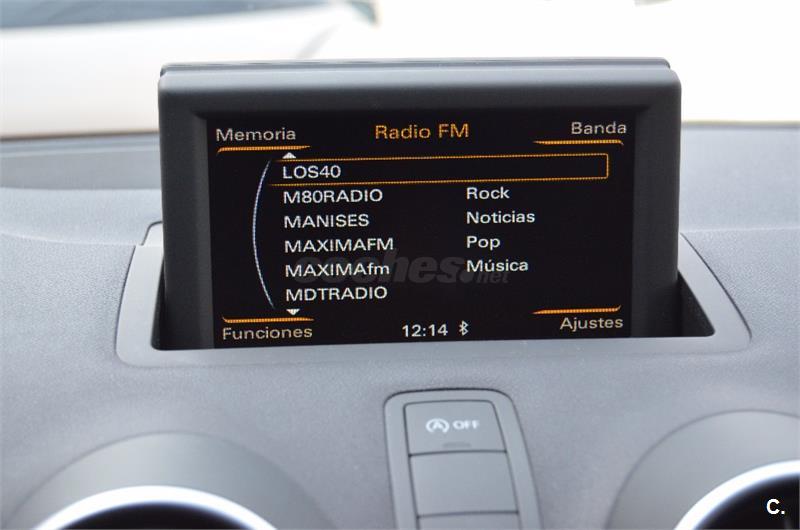 Memoria Radio FM Banda
LOS40
M80RADIO Rock
MANISES Noticias
MAXIMAFM Pop
MAXIMAfm Música
MDTRADIO
Funciones 12:14 Ajustes
coches.net
A OFF
C.